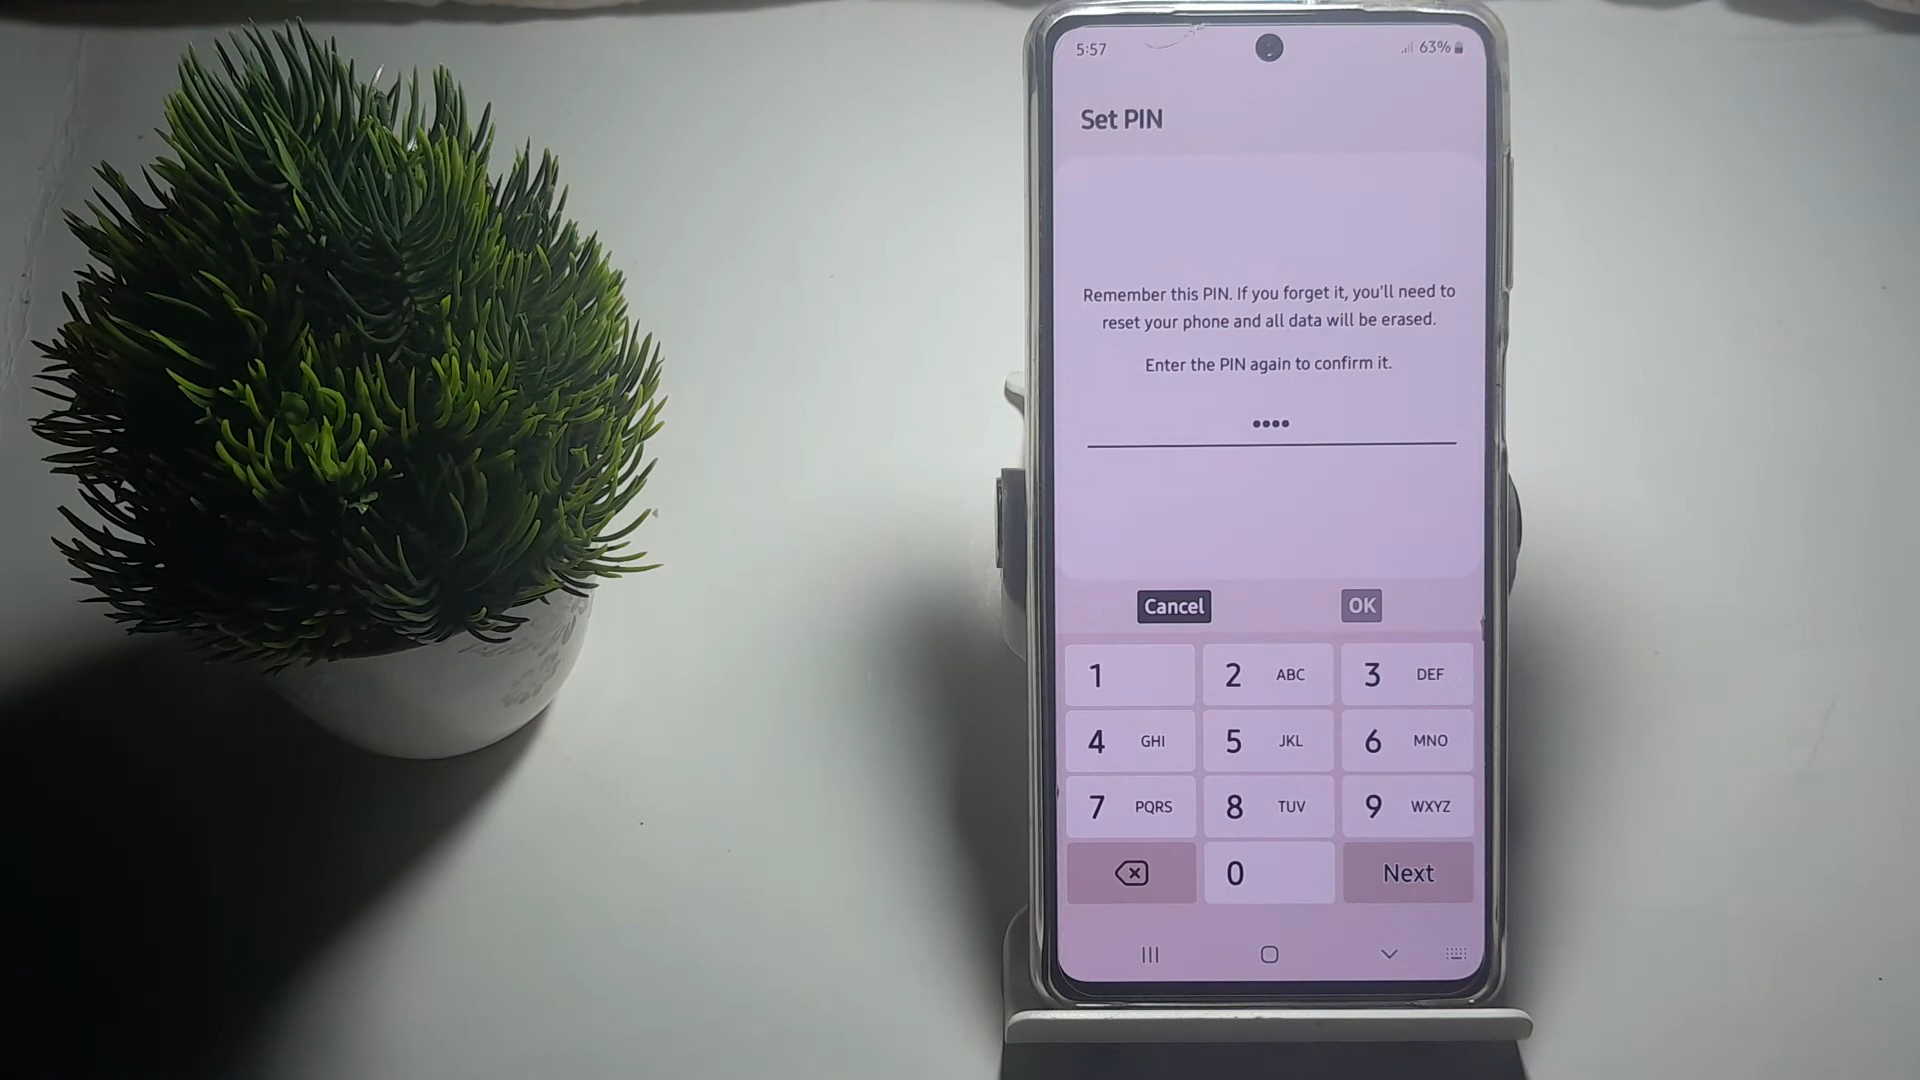 5:57
63%
Set PIN
Remember this PIN. If you forget it, you'll need to
reset your phone and all data will be erased.
Enter the PIN again to confirm it.
••••
Cancel OK
1 2 ABC 3 DEF
4 GHI 5 JKL 6 MNO
7 PQRS 8 TUV 9 WXYZ
0 Next